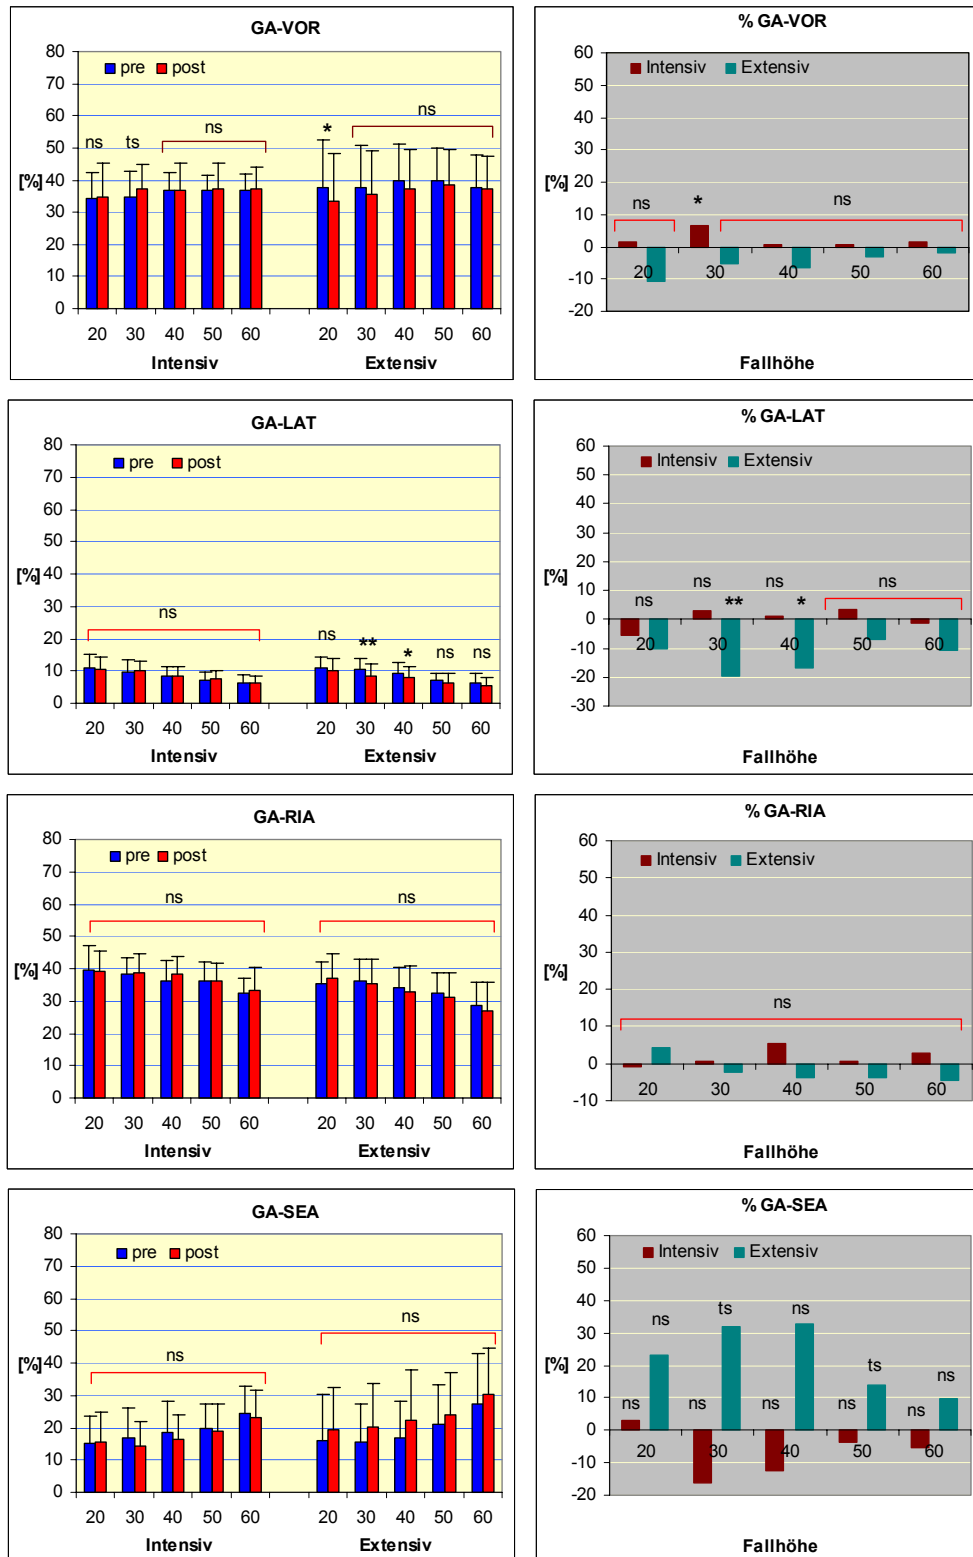 GA-VOR
80
pre post
70
60
ns
*
ns
50
ns ts
[%]
40
30
20
10
0
20 30 40 50 60 20 30 40 50 60
Intensiv Extensiv
% GA-VOR
60
Intensiv Extensiv
50
40
30
[%]
20
ns * ns
10
0
20 30 40 50 60
-10
-20
Fallhöhe
GA-LAT
80
pre post
70
60
50
[%]
40
30
ns
20
ns ** * ns ns
10
0
20 30 40 50 60 20 30 40 50 60
Intensiv Extensiv
% GA-LAT
60
Intensiv Extensiv
50
40
30
20
[%]
10
ns ns ** ns * ns
0
20 30 40 50 60
-10
-20
-30
Fallhöhe
GA-RIA
80
pre post
70
60
ns ns
50
[%]
40
30
20
10
0
20 30 40 50 60 20 30 40 50 60
Intensiv Extensiv
% GA-RIA
60
Intensiv Extensiv
50
40
30
[%]
20
ns
10
0
20 30 40 50 60
-10
Fallhöhe
GA-SEA
80
pre post
70
60
50
ns
[%]
40
ns
30
20
10
0
20 30 40 50 60 20 30 40 50 60
Intensiv Extensiv
% GA-SEA
60
Intensiv Extensiv
50
40
ns ts ns
30
[%]
20
ts
10
ns ns ns ns ns ns
0
20 30 40 50 60
-10
-20
Fallhöhe